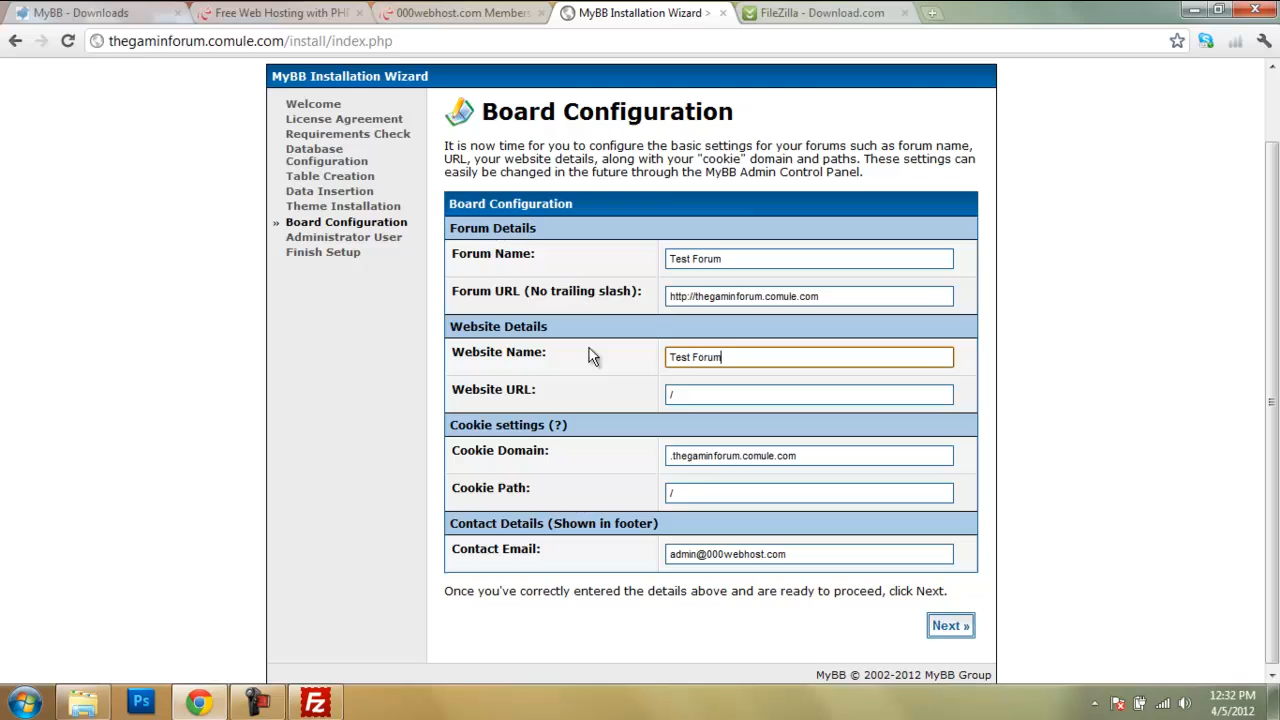 MyBB - Downloads
Free Web Hosting with PHP
000webhost.com Members
MyBB Installation Wizard >
FileZilla - Download.com
thegaminforum.comule.com/install/index.php
MyBB Installation Wizard
Welcome
License Agreement
Requirements Check
Database
Configuration
Table Creation
Data Insertion
Theme Installation
» Board Configuration
Administrator User
Finish Setup
Board Configuration
It is now time for you to configure the basic settings for your forums such as forum name,
URL, your website details, along with your "cookie" domain and paths. These settings can
easily be changed in the future through the MyBB Admin Control Panel.
Board Configuration
Forum Details
Forum Name: Test Forum
Forum URL (No trailing slash): http://thegaminforum.comule.com
Website Details
Website Name: Test Forum
Website URL: /
Cookie settings (?)
Cookie Domain: .thegaminforum.comule.com
Cookie Path: /
Contact Details (Shown in footer)
Contact Email: admin@000webhost.com
Once you've correctly entered the details above and are ready to proceed, click Next.
Next »
MyBB © 2002-2012 MyBB Group
Ps
Fz
12:32 PM
4/5/2012